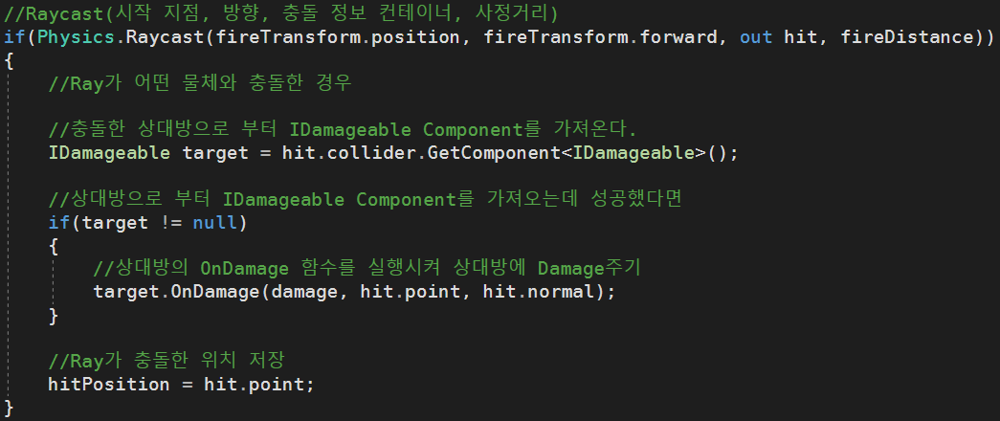 //Raycast(시작 지점, 방향, 충돌 정보 컨테이너, 사정거리)
if(Physics.Raycast(fireTransform.position, fireTransform.forward, out hit, fireDistance))
{
//Ray가 어떤 물체와 충돌한 경우
//충돌한 상대방으로 부터 IDamageable Component를 가져온다.
IDamageable target = hit.collider.GetComponent<IDamageable>();
//상대방으로 부터 IDamageable Component를 가져오는데 성공했다면
if(target != null)
{
//상대방의 OnDamage 함수를 실행시켜 상대방에 Damage주기
target.OnDamage(damage, hit.point, hit.normal);
}
//Ray가 충돌한 위치 저장
hitPosition = hit.point;
}